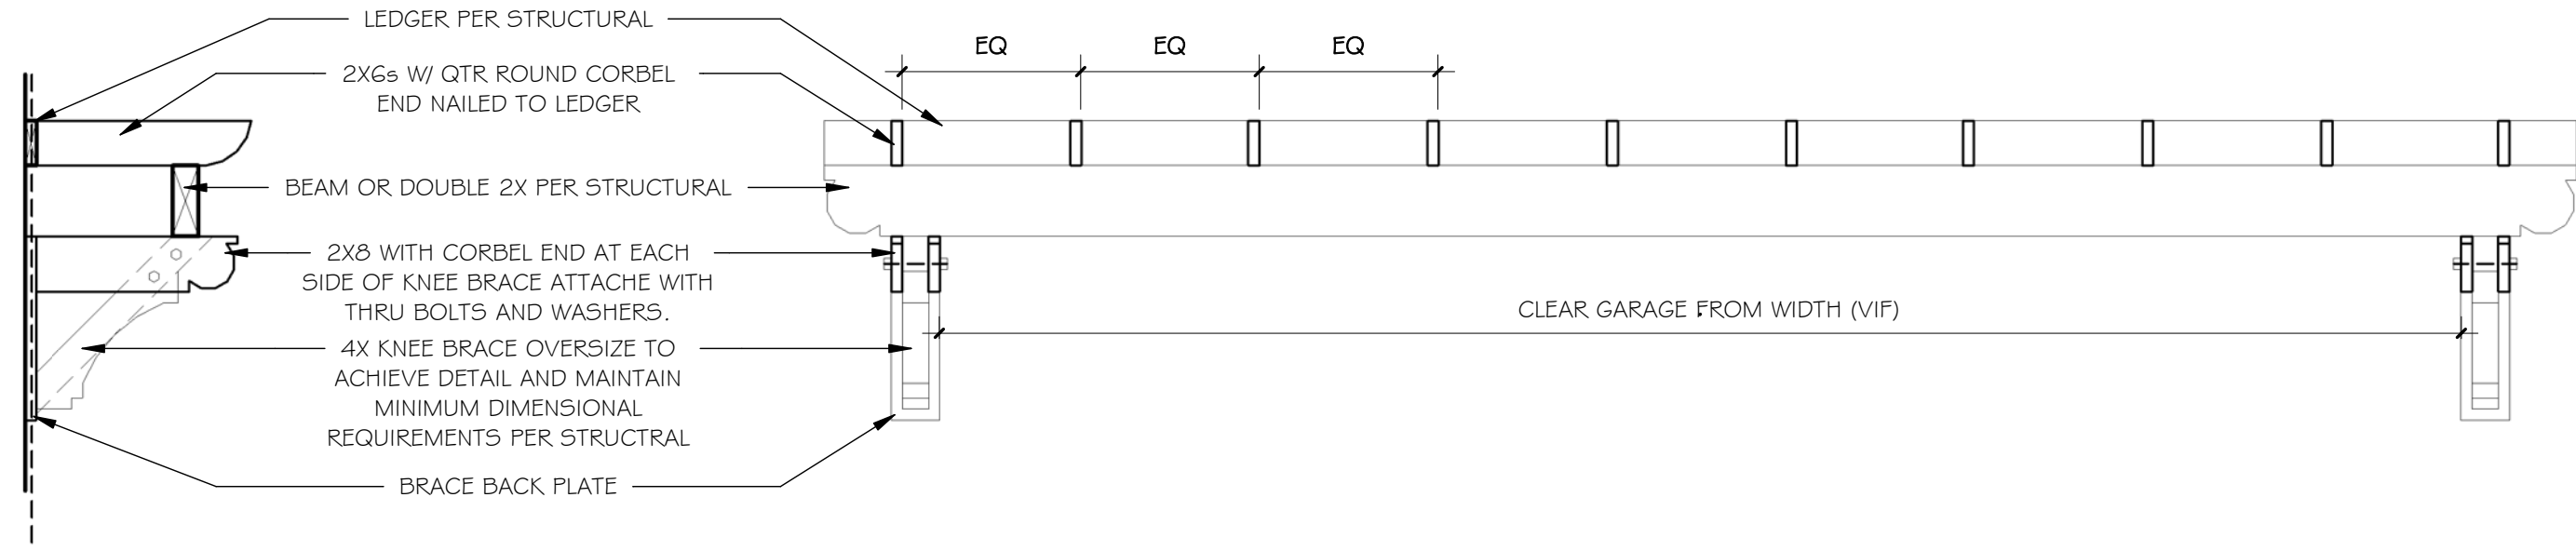 LEDGER PER STRUCTURAL
EQ
EQ
EQ
2X6s W/ QTR ROUND CORBEL
END NAILED TO LEDGER
BEAM OR DOUBLE 2X PER STRUCTURAL
2X8 WITH CORBEL END AT EACH
SIDE OF KNEE BRACE ATTACHE WITH
THRU BOLTS AND WASHERS.
CLEAR GARAGE FROM WIDTH (VIF)
4X KNEE BRACE OVERSIZE TO
ACHIEVE DETAIL AND MAINTAIN
MINIMUM DIMENSIONAL
REQUIREMENTS PER STRUCTRAL
BRACE BACK PLATE